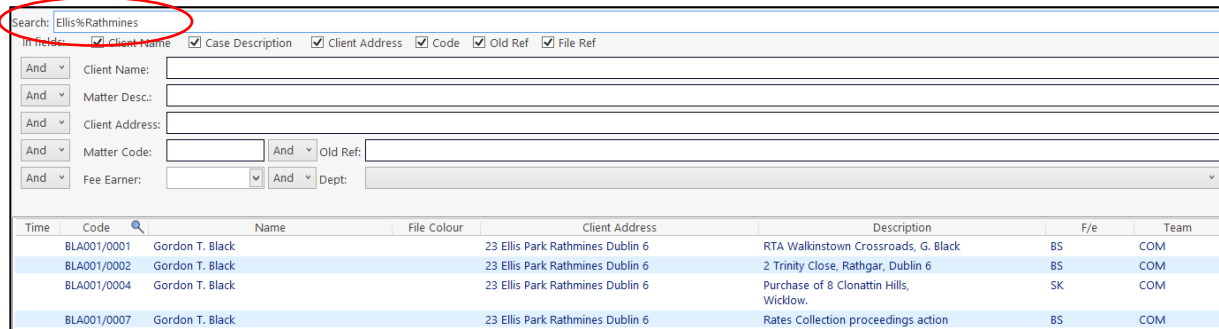 Search: Ellis%Rathmines
In fields: Client Name Case Description Client Address Code Old Ref File Ref
And Client Name:
And Matter Desc.:
And Client Address:
And Matter Code: And Old Ref:
And Fee Earner: And Dept:
Time Code Name File Colour Client Address Description F/e Team
BLA001/0001 Gordon T. Black 23 Ellis Park Rathmines Dublin 6 RTA Walkinstown Crossroads, G. Black BS COM
BLA001/0002 Gordon T. Black 23 Ellis Park Rathmines Dublin 6 2 Trinity Close, Rathgar, Dublin 6 BS COM
BLA001/0004 Gordon T. Black 23 Ellis Park Rathmines Dublin 6 Purchase of 8 Clonattin Hills, SK COM
Wicklow.
BLA001/0007 Gordon T. Black 23 Ellis Park Rathmines Dublin 6 Rates Collection proceedings action BS COM